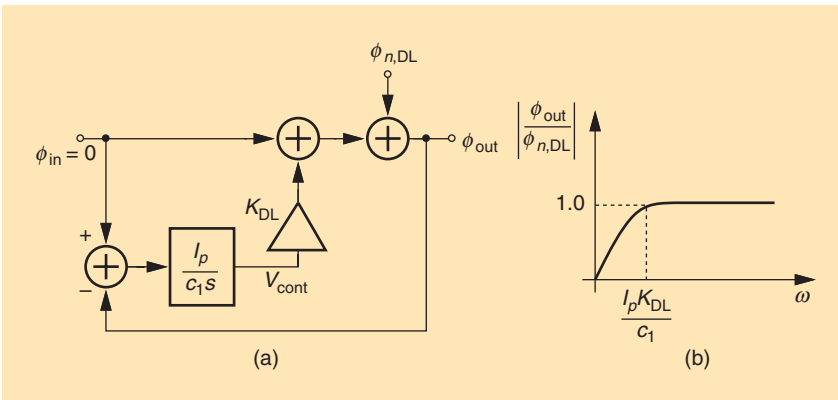 ϕn,DL
ϕin = 0
+ +
ϕout
KDL
+
+
−
Ip
c1s
Vcont
(a)
|ϕout
ϕn,DL|
1.0
IpKDL
c1
ω
(b)